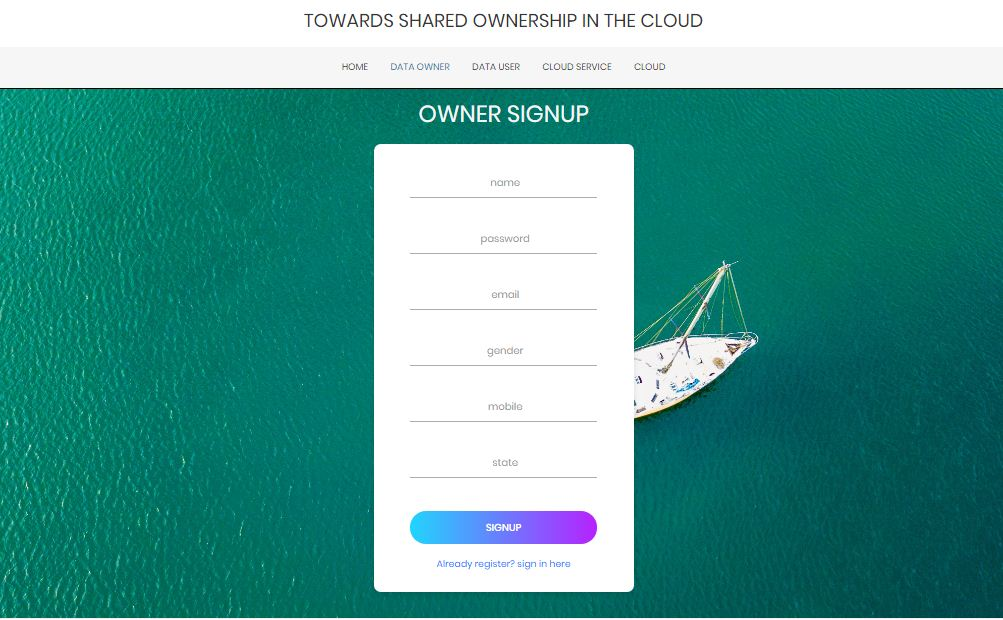 TOWARDS SHARED OWNERSHIP IN THE CLOUD
HOME DATA OWNER DATA USER CLOUD SERVICE CLOUD
OWNER SIGNUP
name
password
email
gender
mobile
state
SIGNUP
Already register? sign in here